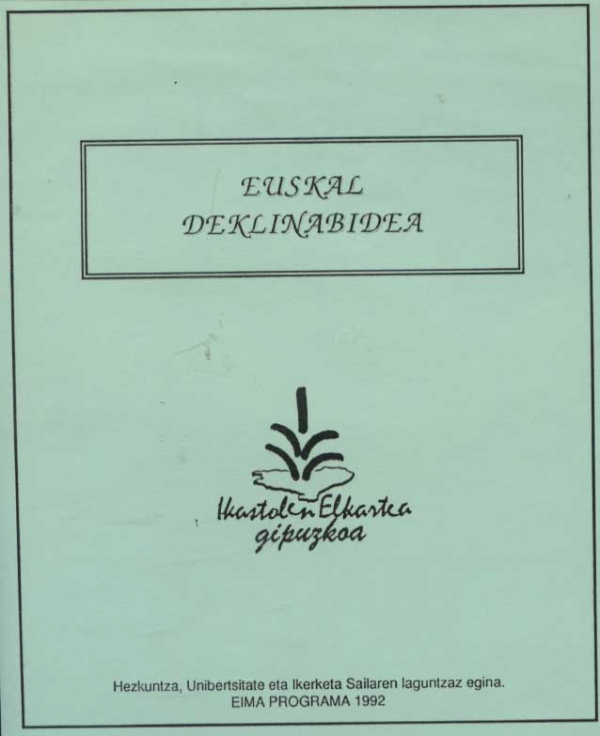 EUSKAL
DEKLINABIDEA
Ikastolen Elkartea
gipuzkoa
Hezkuntza, Unibertsitate eta Ikerketa Sailaren laguntzaz egina.
EIMA PROGRAMA 1992